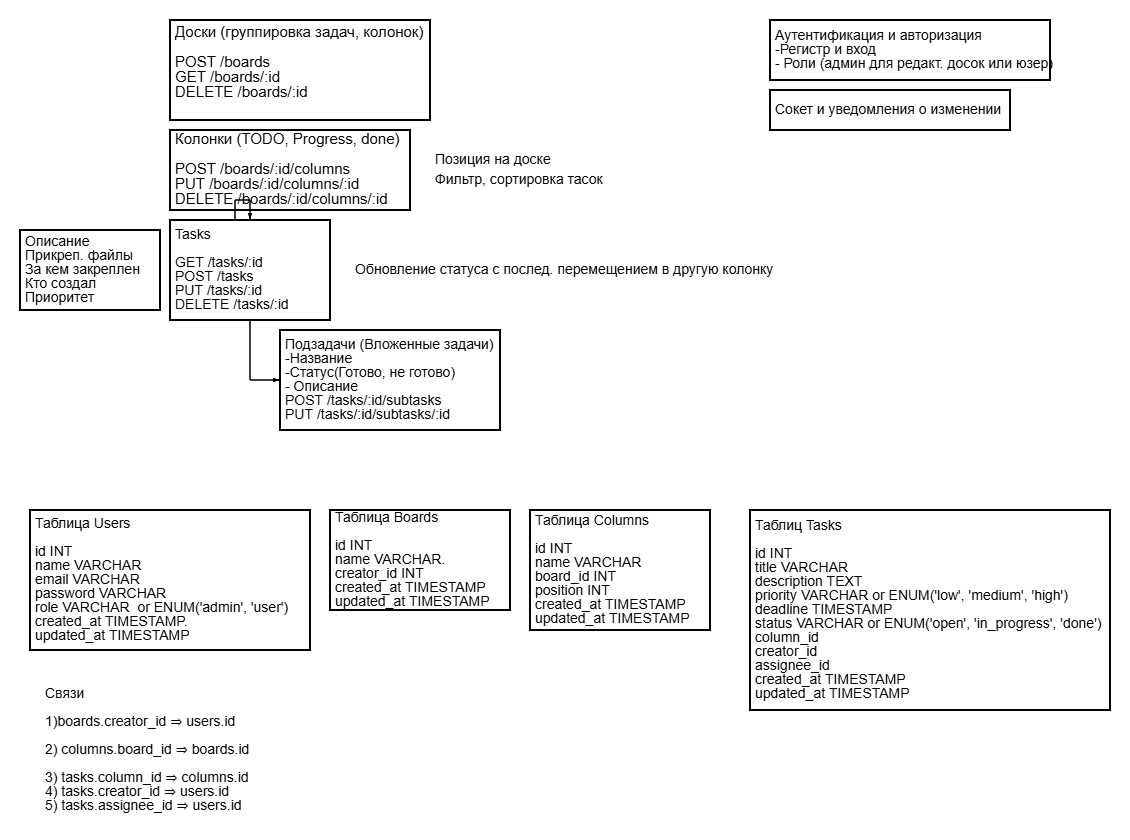 Доски (группировка задач, колонок)
POST /boards
GET /boards/:id
DELETE /boards/:id
Аутентификация и авторизация
-Регистр и вход
- Роли (админ для редакт. досок или юзер)
Сокет и уведомления о изменении
Колонки (TODO, Progress, done)
POST /boards/:id/columns
PUT /boards/:id/columns/:id
DELETE /boards/:id/columns/:id
Позиция на доске
Фильтр, сортировка тасок
Описание
Прикреп. файлы
За кем закреплен
Кто создал
Приоритет
Tasks
GET /tasks/:id
POST /tasks
PUT /tasks/:id
DELETE /tasks/:id
Обновление статуса с послед. перемещением в другую колонку
Подзадачи (Вложенные задачи)
-Название
-Статус(Готово, не готово)
- Описание
POST /tasks/:id/subtasks
PUT /tasks/:id/subtasks/:id
Таблица Users
id INT
name VARCHAR
email VARCHAR
password VARCHAR
role VARCHAR  or ENUM('admin', 'user')
created_at TIMESTAMP.
updated_at TIMESTAMP
Таблица Boards
id INT
name VARCHAR.
creator_id INT
created_at TIMESTAMP
updated_at TIMESTAMP
Таблица Columns
id INT
name VARCHAR
board_id INT
position INT
created_at TIMESTAMP
updated_at TIMESTAMP
Таблиц Tasks
id INT
title VARCHAR
description TEXT
priority VARCHAR or ENUM('low', 'medium', 'high')
deadline TIMESTAMP
status VARCHAR or ENUM('open', 'in_progress', 'done')
column_id
creator_id
assignee_id
created_at TIMESTAMP
updated_at TIMESTAMP
Связи
1)boards.creator_id ⇒ users.id
2) columns.board_id ⇒ boards.id
3) tasks.column_id ⇒ columns.id
4) tasks.creator_id ⇒ users.id
5) tasks.assignee_id ⇒ users.id